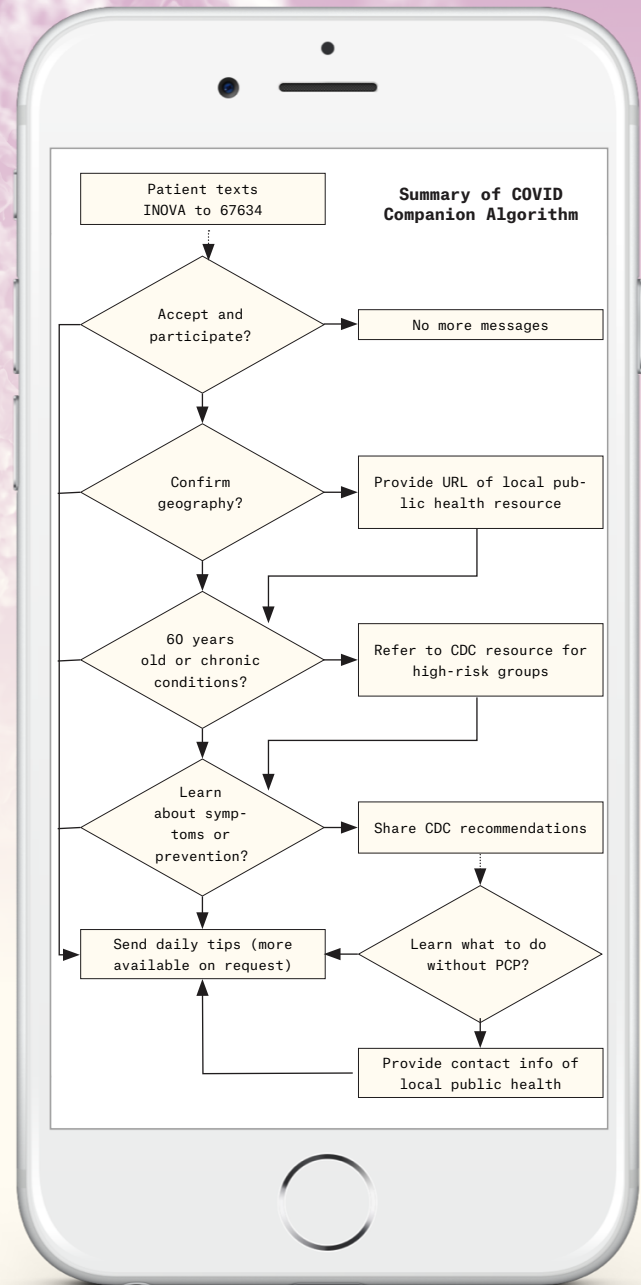 Patient texts
INOVA to 67634
Summary of COVID
Companion Algorithm
Accept and
participate?
No more messages
Confirm
geography?
Provide URL of local pub-
lic health resource
60 years
old or chronic
conditions?
Refer to CDC resource for
high-risk groups
Learn
about symp-
toms or
prevention?
Share CDC recommendations
Send daily tips (more
available on request)
Learn what to do
without PCP?
Provide contact info of
local public health